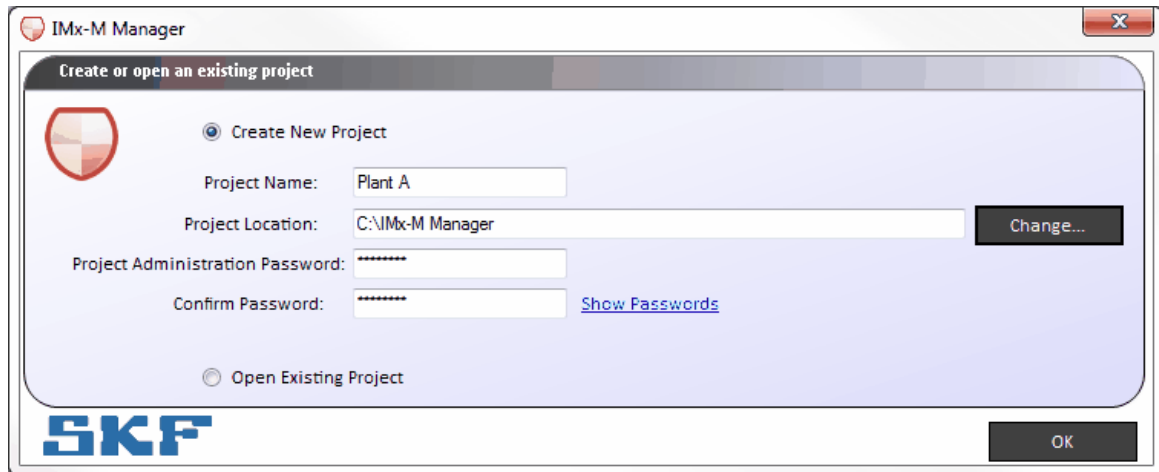 IMx-M Manager
Create or open an existing project
Create New Project
Project Name: Plant A
Project Location: C:\IMx-M Manager Change...
Project Administration Password: ********
Confirm Password: ******** Show Passwords
Open Existing Project
SKF
OK